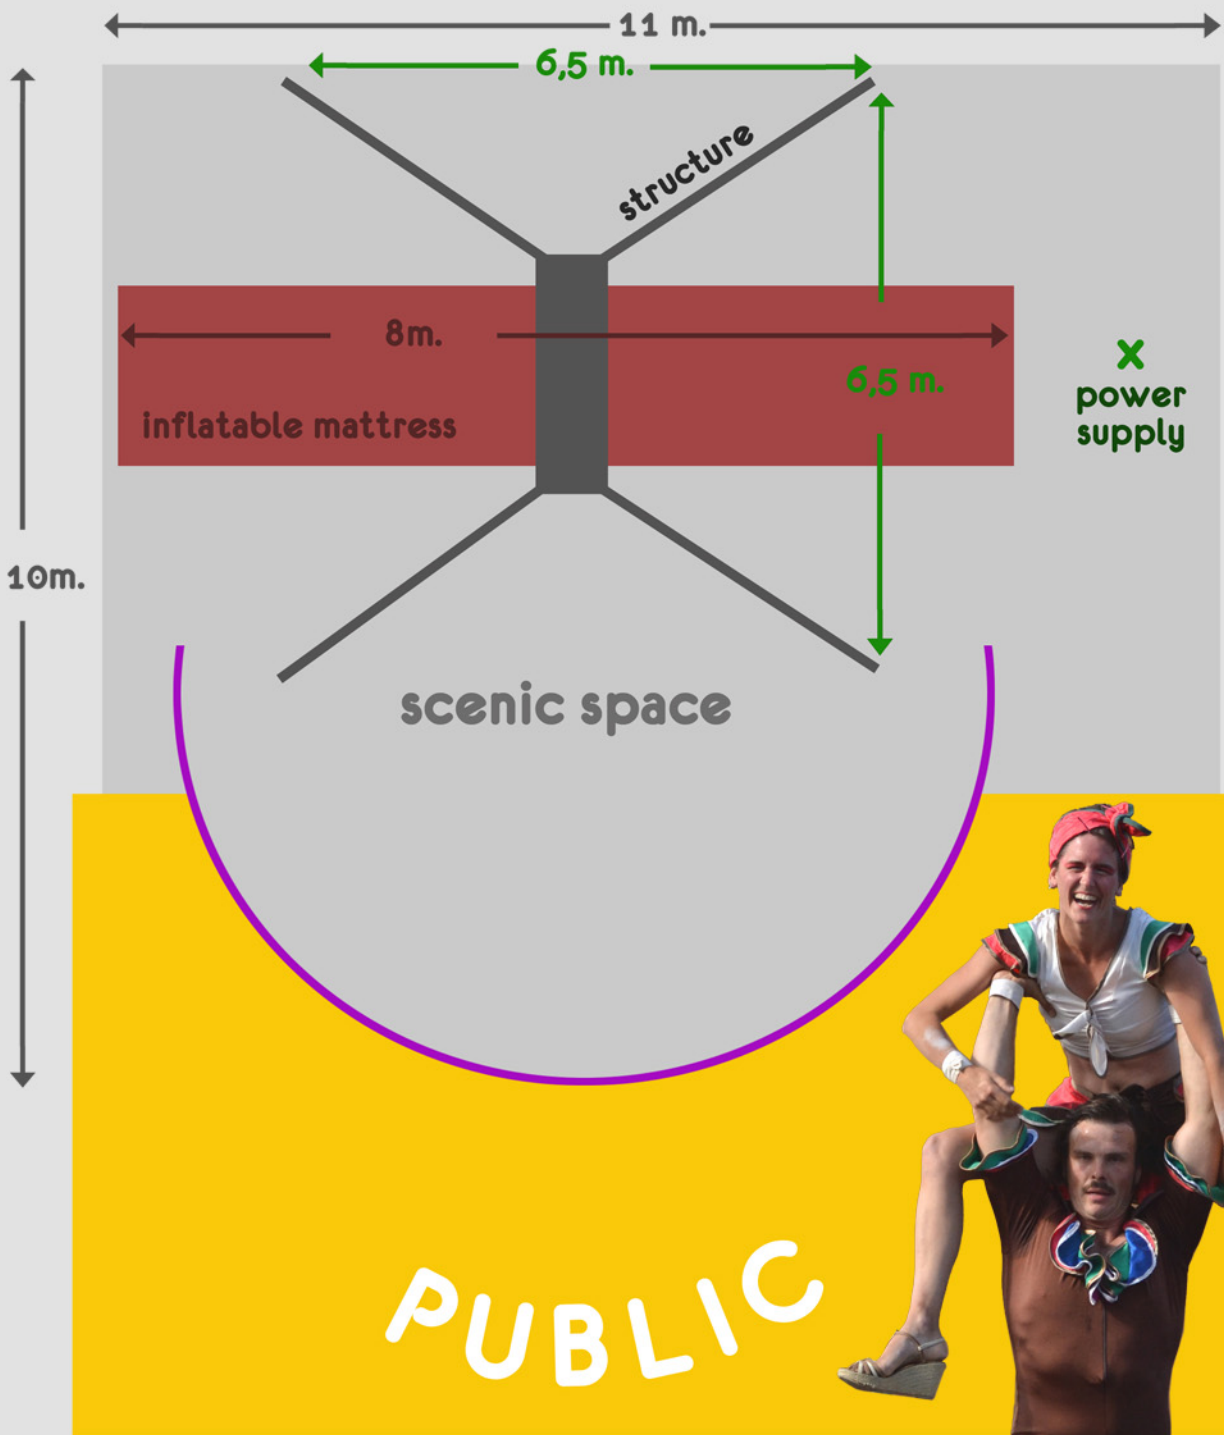 11 m.
6,5 m.
structure
8m.
6,5 m.
x
power
supply
inflatable mattress
10m.
scenic space
PUBLIC